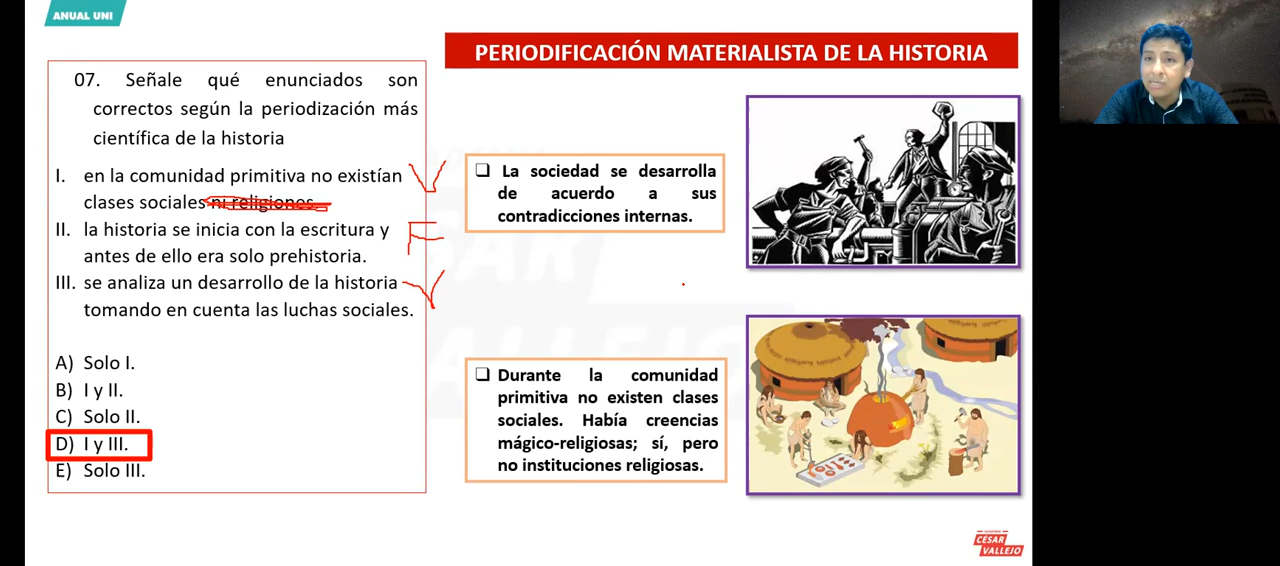 ANUAL UNI
PERIODIFICACIÓN MATERIALISTA DE LA HISTORIA
07. Señale qué enunciados son
correctos según la periodización más
científica de la historia
I. en la comunidad primitiva no existían
clases sociales ni religiones.
II. la historia se inicia con la escritura y
antes de ello era solo prehistoria.
III. se analiza un desarrollo de la historia
tomando en cuenta las luchas sociales.
V
F
V
A) Solo I.
B) I y II.
C) Solo II.
D) I y III.
E) Solo III.
❑ La sociedad se desarrolla
de acuerdo a sus
contradicciones internas.
❑ Durante la comunidad
primitiva no existen clases
sociales. Había creencias
mágico-religiosas; sí, pero
no instituciones religiosas.
ACADEMIA
CÉSAR
VALLEJO